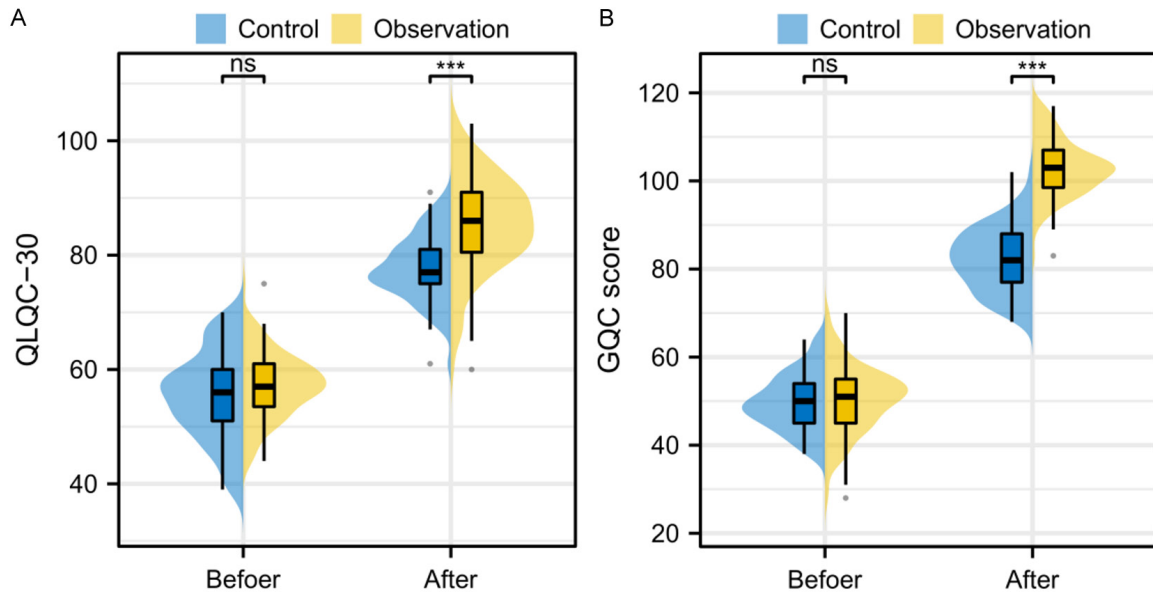 A
Control Observation
ns
***
QLQC-30
100
80
60
40
Befoer After
B
Control Observation
ns
***
GQC score
120
100
80
60
40
20
Befoer After